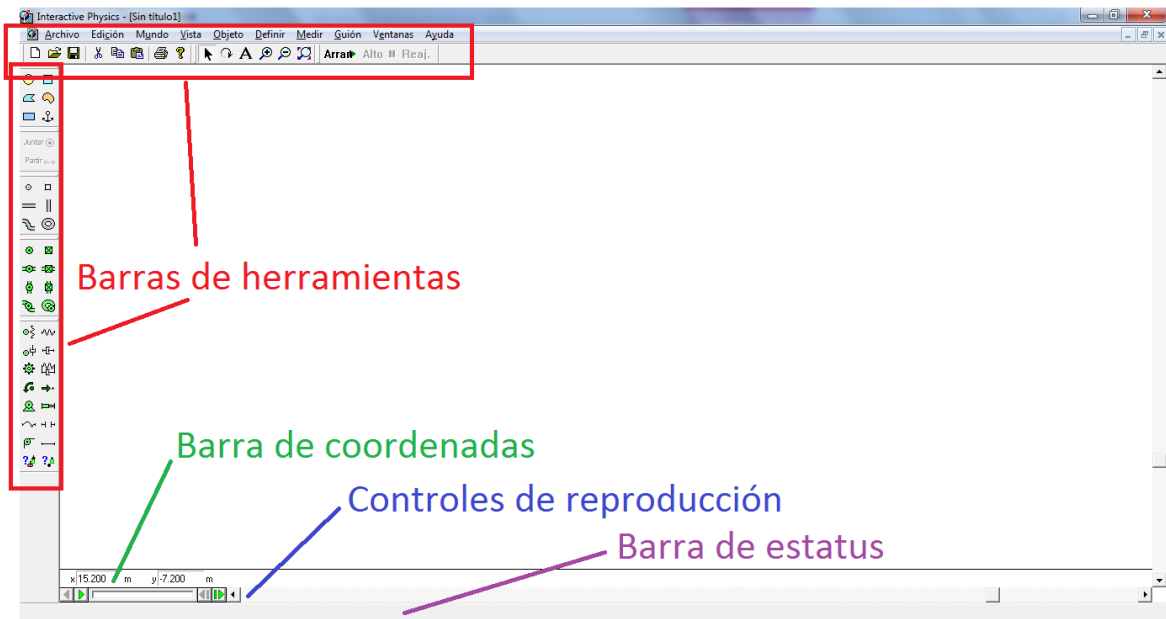 Interactive Physics - [Sin título1]
Archivo Edición Mundo Vista Objeto Definir Medir Guión Ventanas Ayuda
A Arran Alto Reaj.
Juntar
Partir
Barras de herramientas
Barra de coordenadas
Controles de reproducción
Barra de estatus
x 15.200 m y -7.200 m